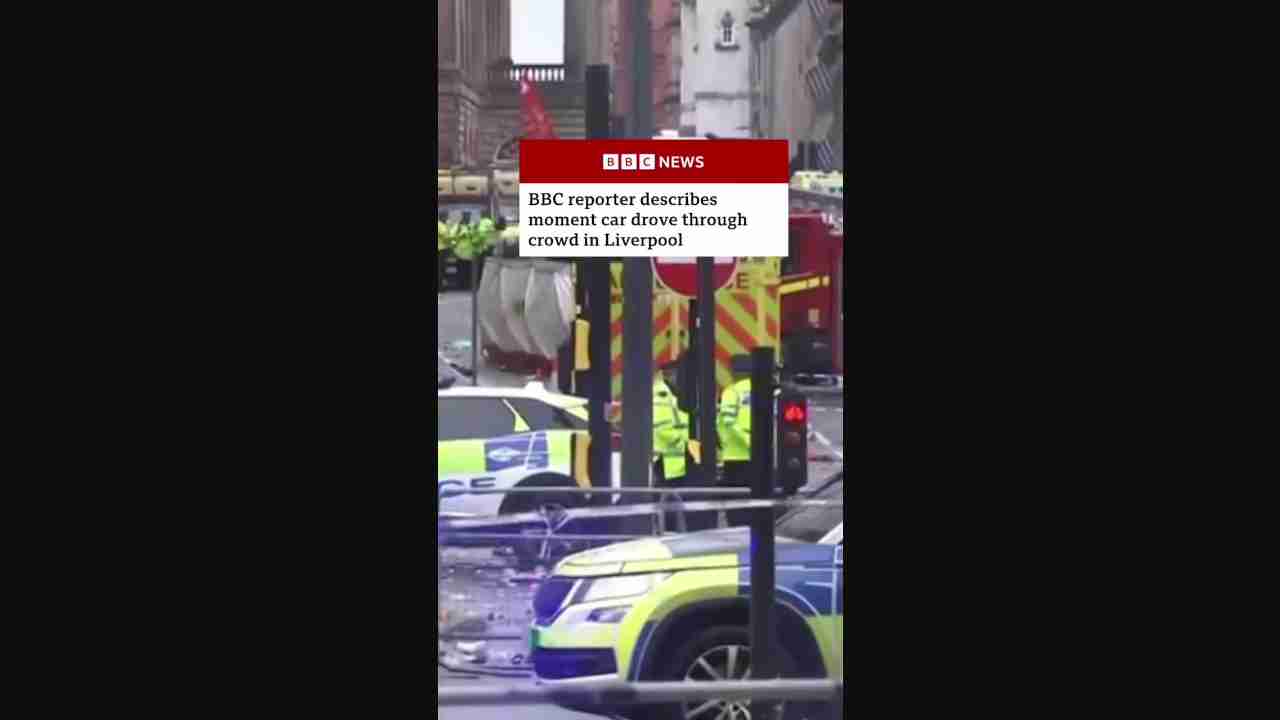 BBC NEWS
BBC reporter describes
moment car drove through
crowd in Liverpool